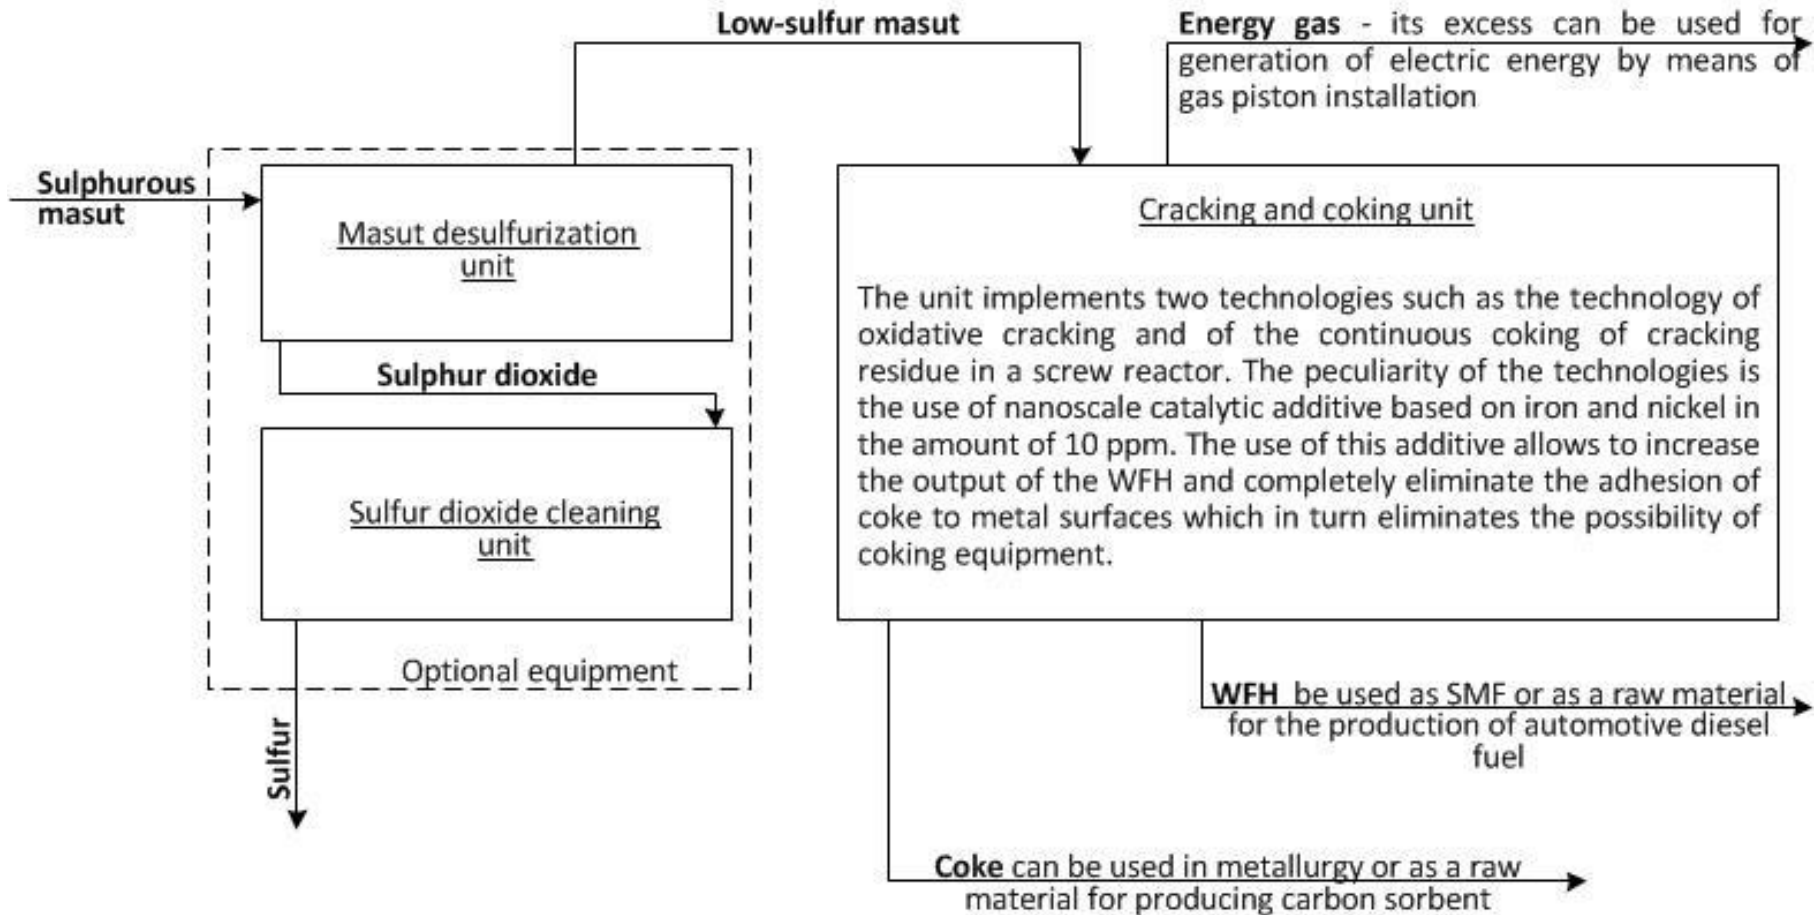 Low-sulfur masut
Energy gas - its excess can be used for
generation of electric energy by means of
gas piston installation
Sulphurous
masut
Masut desulfurization
unit
Sulphur dioxide
Sulfur dioxide cleaning
unit
Optional equipment
Sulfur
Cracking and coking unit
The unit implements two technologies such as the technology of
oxidative cracking and of the continuous coking of cracking
residue in a screw reactor. The peculiarity of the technologies is
the use of nanoscale catalytic additive based on iron and nickel in
the amount of 10 ppm. The use of this additive allows to increase
the output of the WFH and completely eliminate the adhesion of
coke to metal surfaces which in turn eliminates the possibility of
coking equipment.
WFH be used as SMF or as a raw material
for the production of automotive diesel
fuel
Coke can be used in metallurgy or as a raw
material for producing carbon sorbent